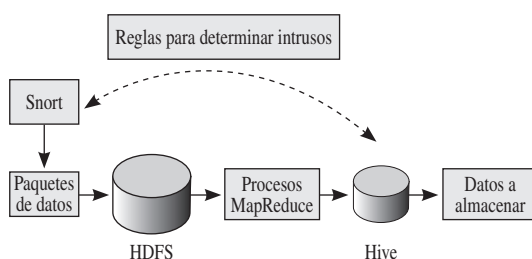 Reglas para determinar intrusos
Snort
Paquetes
de datos
HDFS
Procesos
MapReduce
Hive
Datos a
almacenar